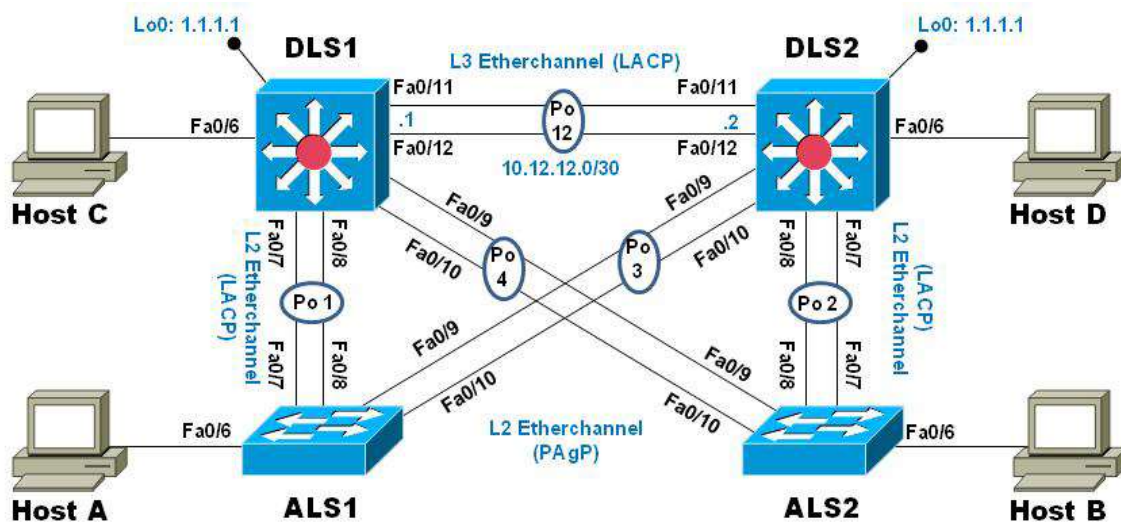 Lo0: 1.1.1.1
DLS1
DLS2
Lo0: 1.1.1.1
L3 Etherchannel (LACP)
Fa0/11
Fa0/11
Fa0/6
.1
Po
12
.2
Fa0/6
Fa0/12
Fa0/12
10.12.12.0/30
Host C
Host D
Fa0/9
Fa0/9
Fa0/7
Fa0/8
Fa0/10
Fa0/10
Fa0/8
Fa0/7
L2 Etherchannel
(LACP)
Po
4
Po
3
L2 Etherchannel
(LACP)
Po 1
Po 2
Fa0/7
Fa0/8
Fa0/9
Fa0/10
Fa0/9
Fa0/10
Fa0/8
Fa0/7
L2 Etherchannel
(PAgP)
Fa0/6
Fa0/6
Host A
ALS1
ALS2
Host B